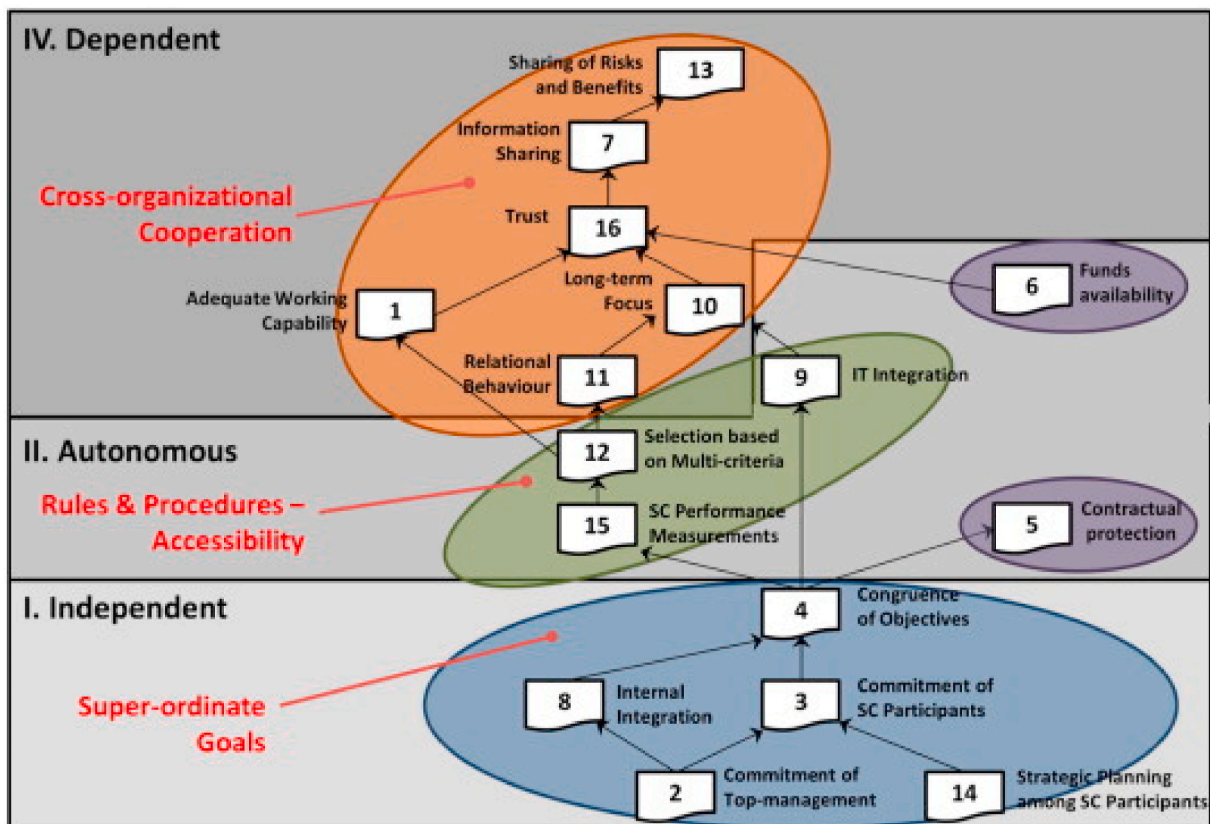 IV. Dependent
Sharing of Risks
and Benefits
13
Information
Sharing
7
Cross-organizational
Cooperation
Trust
16
Adequate Working
Capability
1
Long-term
Focus
10
6
Funds
availability
Relational
Behaviour
11
9
IT Integration
II. Autonomous
12
Selection based
on Multi-criteria
Rules & Procedures –
Accessibility
15
SC Performance
Measurements
5
Contractual
protection
I. Independent
4
Congruence
of Objectives
Super-ordinate
Goals
8
Internal
Integration
3
Commitment of
SC Participants
2
Commitment of
Top-management
14
Strategic Planning
among SC Participants